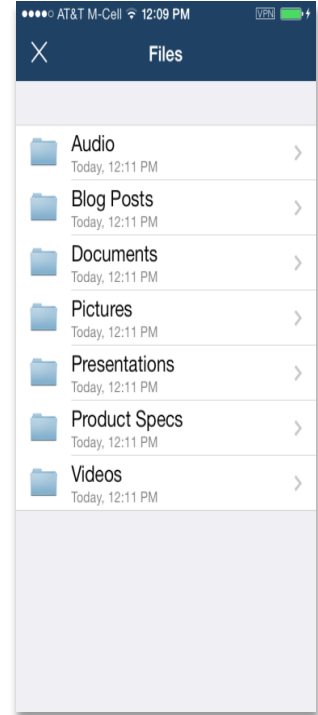 AT&T M-Cell 12:09 PM VPN
Files
Audio
Today, 12:11 PM
Blog Posts
Today, 12:11 PM
Documents
Today, 12:11 PM
Pictures
Today, 12:11 PM
Presentations
Today, 12:11 PM
Product Specs
Today, 12:11 PM
Videos
Today, 12:11 PM